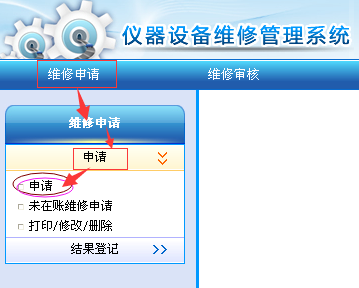 仪器设备维修管理系统
维修申请 维修审核
维修申请
申请
申请
未在账维修申请
打印/修改/删除
结果登记 >>